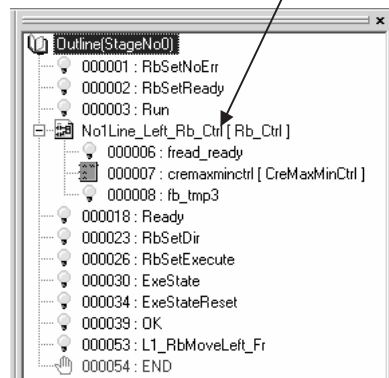 Outline(StageNo0)
000001 : RbSetNoErr
000002 : RbSetReady
000003 : Run
No1Line_Left_Rb_Ctrl [ Rb_Ctrl ]
000006 : fread_ready
000007 : cremaxminctrl [ CreMaxMinCtrl ]
000008 : fb_tmp3
000018 : Ready
000023 : RbSetDir
000026 : RbSetExecute
000030 : ExeState
000034 : ExeStateReset
000039 : OK
000053 : L1_RbMoveLeft_Fr
000054 : END